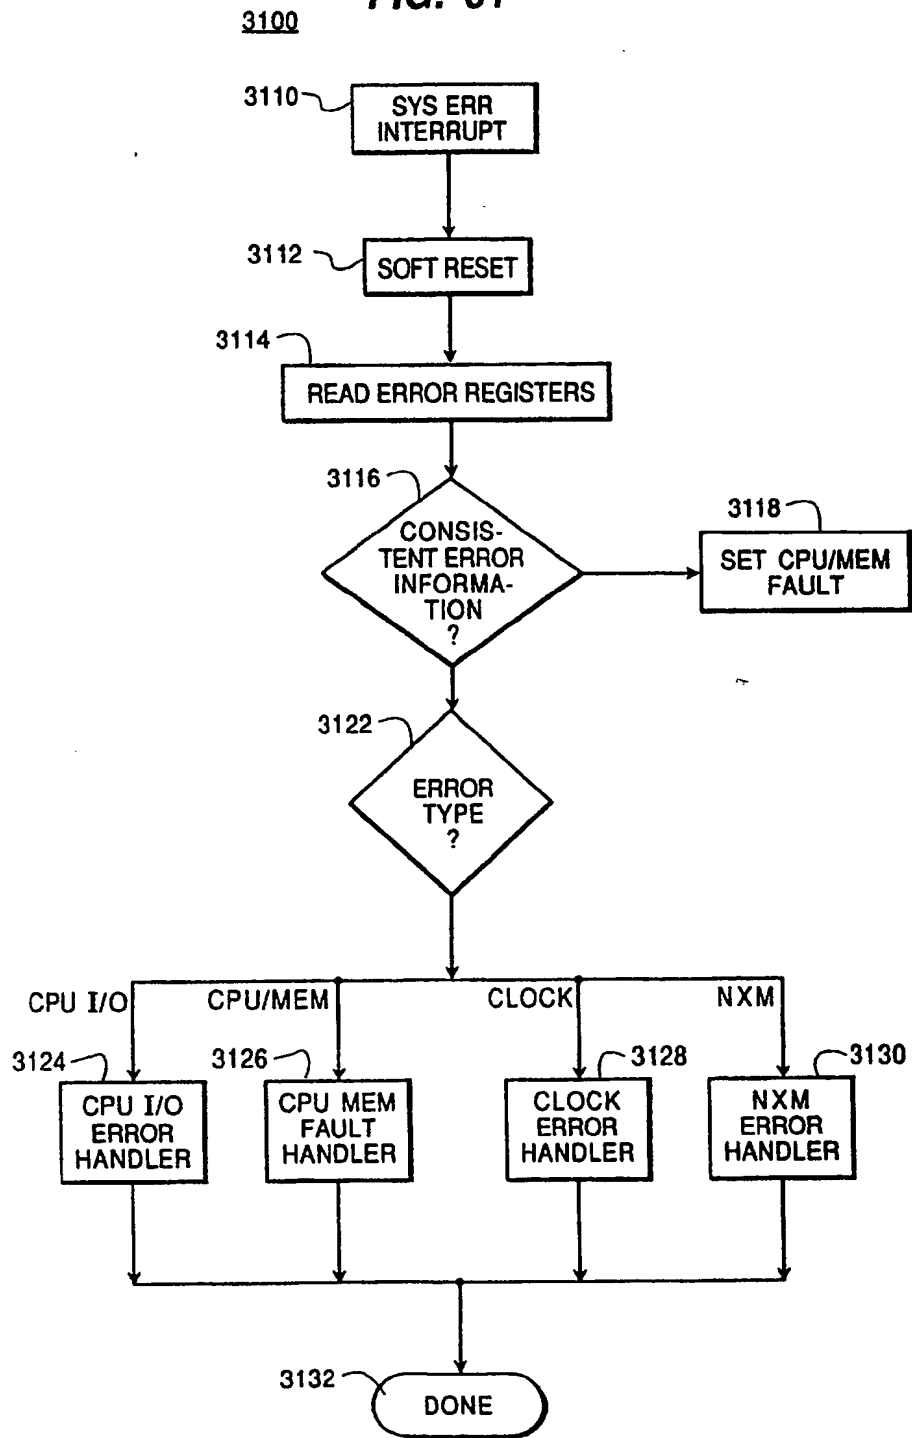 FIG. 31
3100
3110
SYS ERR
INTERRUPT
3112
SOFT RESET
3114
READ ERROR REGISTERS
3116
CONSIS-
TENT ERROR
INFORMA-
TION
?
3118
SET CPU/MEM
FAULT
3122
ERROR
TYPE
?
CPU I/O
CPU/MEM
CLOCK
NXM
3124
CPU I/O
ERROR
HANDLER
3126
CPU MEM
FAULT
HANDLER
3128
CLOCK
ERROR
HANDLER
3130
NXM
ERROR
HANDLER
3132
DONE